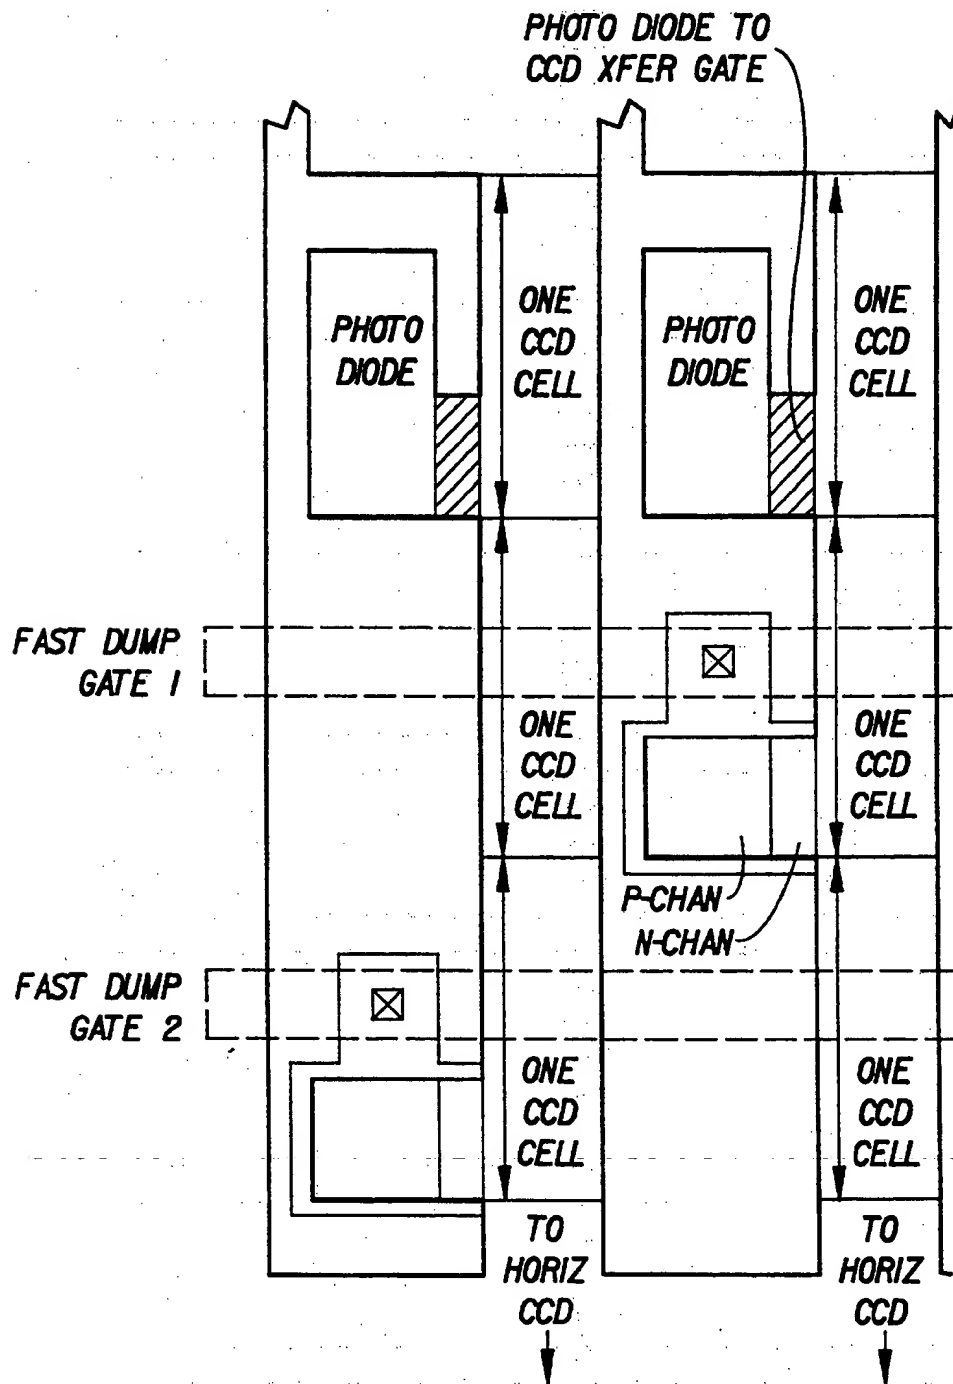 PHOTO DIODE TO
CCD XFER GATE
PHOTO
DIODE
ONE
CCD
CELL
PHOTO
DIODE
ONE
CCD
CELL
FAST DUMP
GATE 1
ONE
CCD
CELL
ONE
CCD
CELL
P-CHAN
N-CHAN
FAST DUMP
GATE 2
ONE
CCD
CELL
ONE
CCD
CELL
TO
HORIZ
CCD
TO
HORIZ
CCD